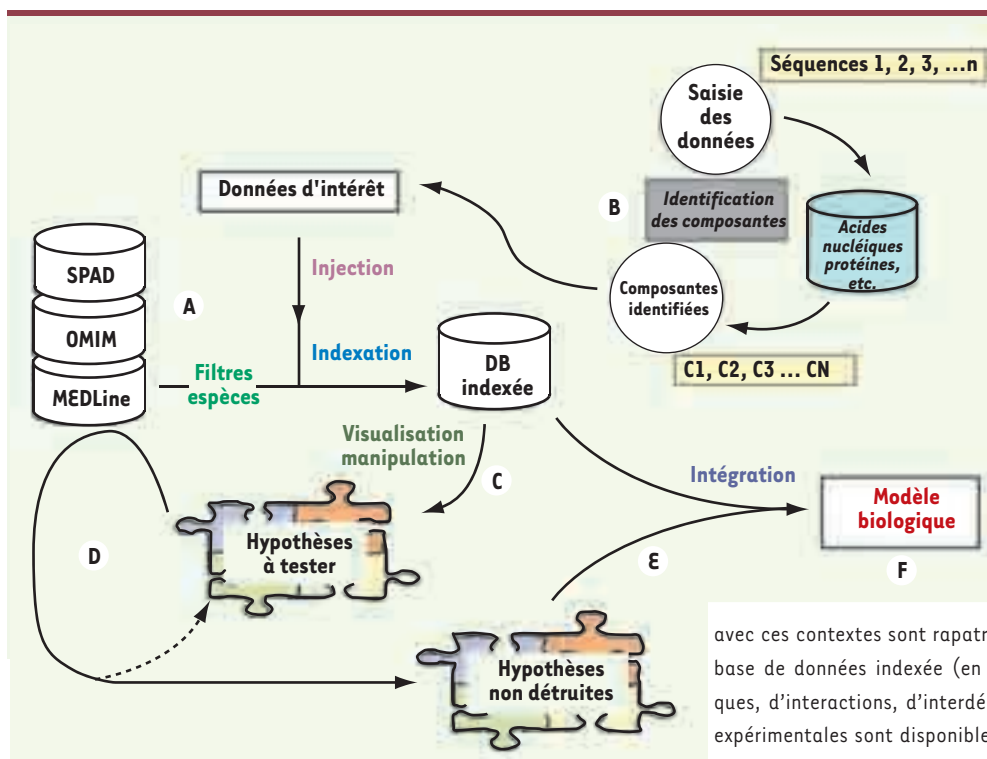 Séquences 1, 2, 3, ...n
Saisie
des
données
Données d'intérêt
B
Identification
des composantes
Acides
nucléiques
protéines,
etc.
SPAD
OMIM
MEDLine
A
Injection
Composantes
identifiées
Indexation
Filtres
espèces
DB
indexée
C1, C2, C3 ... CN
Visualisation
manipulation
C
Intégration
Modèle
biologique
F
D
Hypothèses
à tester
E
Hypothèses
non détruites
avec ces contextes sont rapatr
base de données indexée (en
ques, d'interactions, d'interdé
expérimentales sont disponible